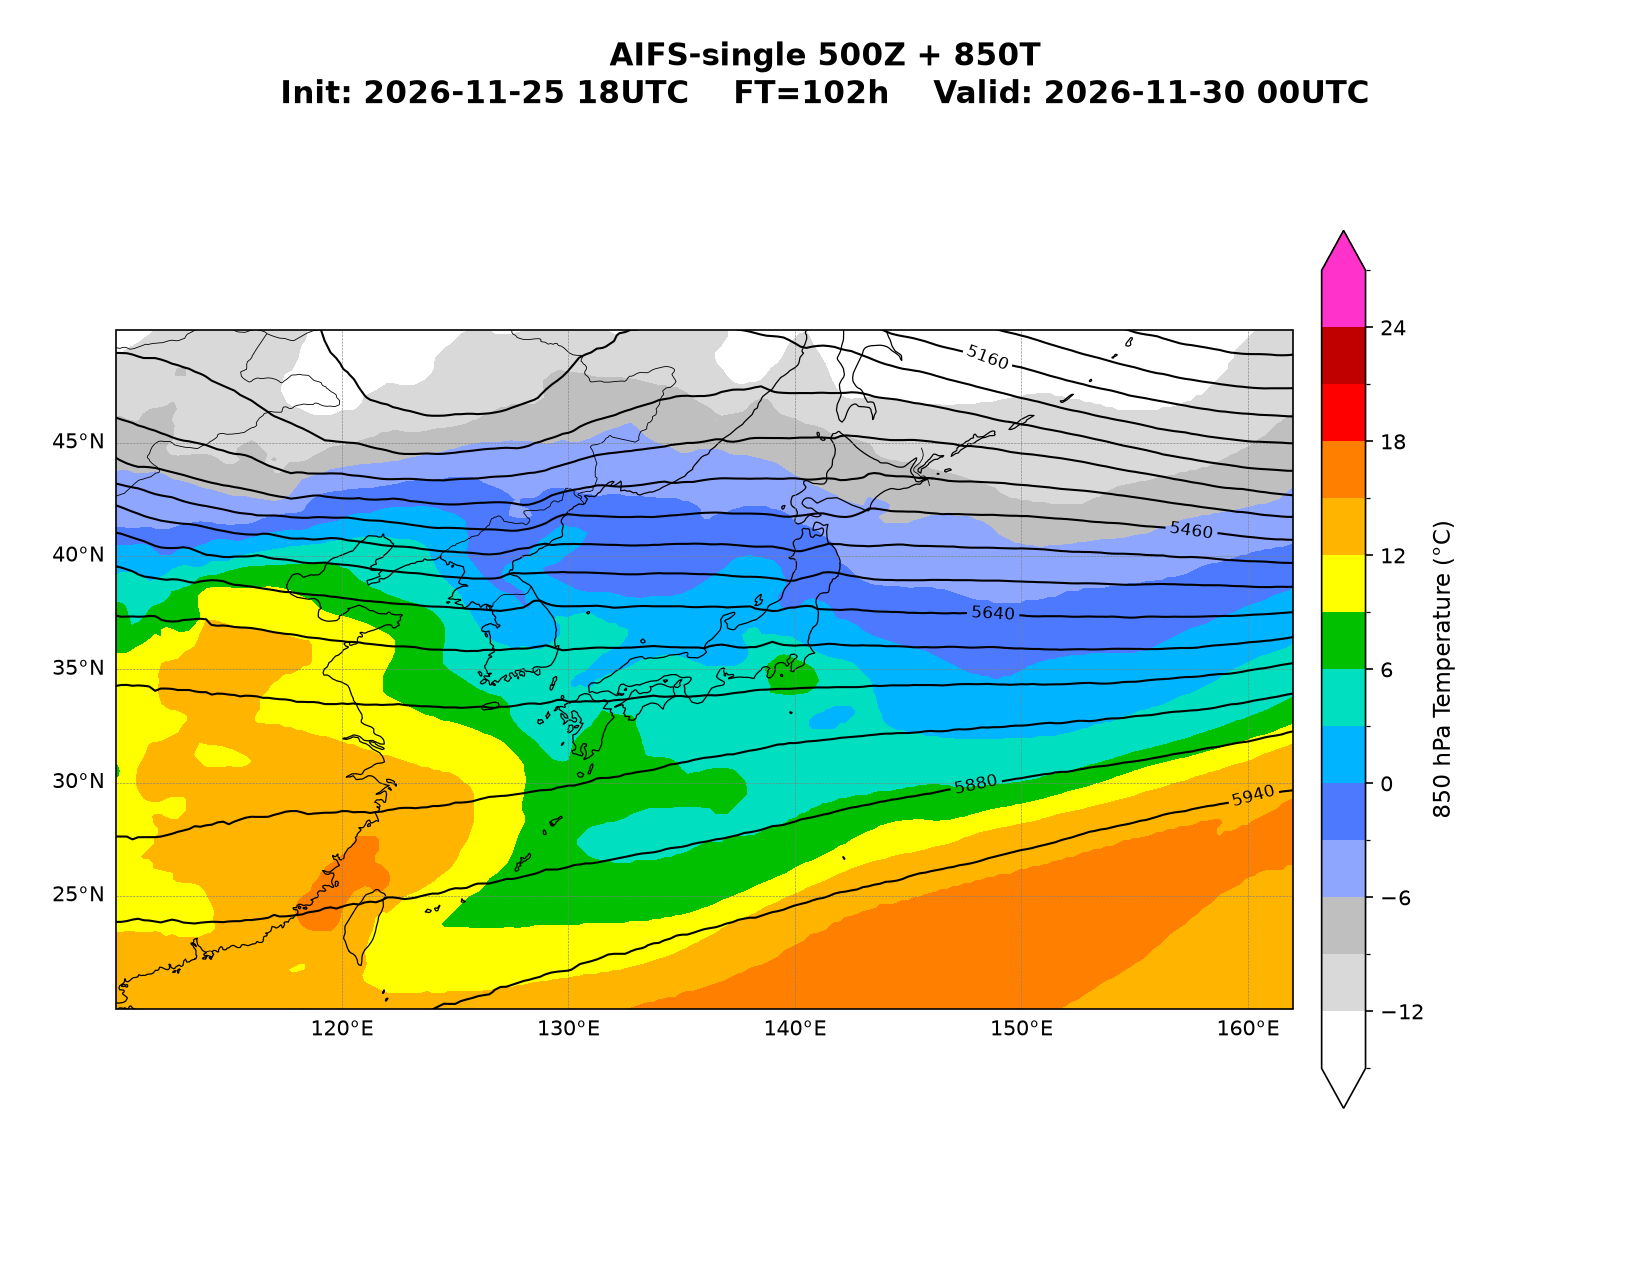 AIFS-single 500Z + 850T
Init: 2026-11-25 18UTC    FT=102h    Valid: 2026-11-30 00UTC
5160
5460
5640
5880
5940
45°N
40°N
35°N
30°N
25°N
120°E
130°E
140°E
150°E
160°E
24
18
12
6
0
−6
−12
850 hPa Temperature (°C)